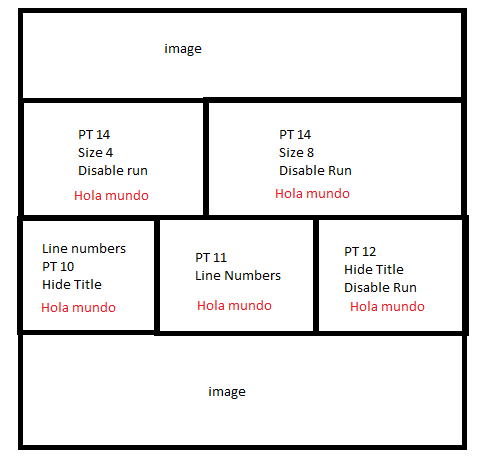 image
PT 14
Size 4
Disable run
Hola mundo
PT 14
Size 8
Disable Run
Hola mundo
Line numbers
PT 10
Hide Title
Hola mundo
PT 11
Line Numbers
Hola mundo
PT 12
Hide Title
Disable Run
Hola mundo
image